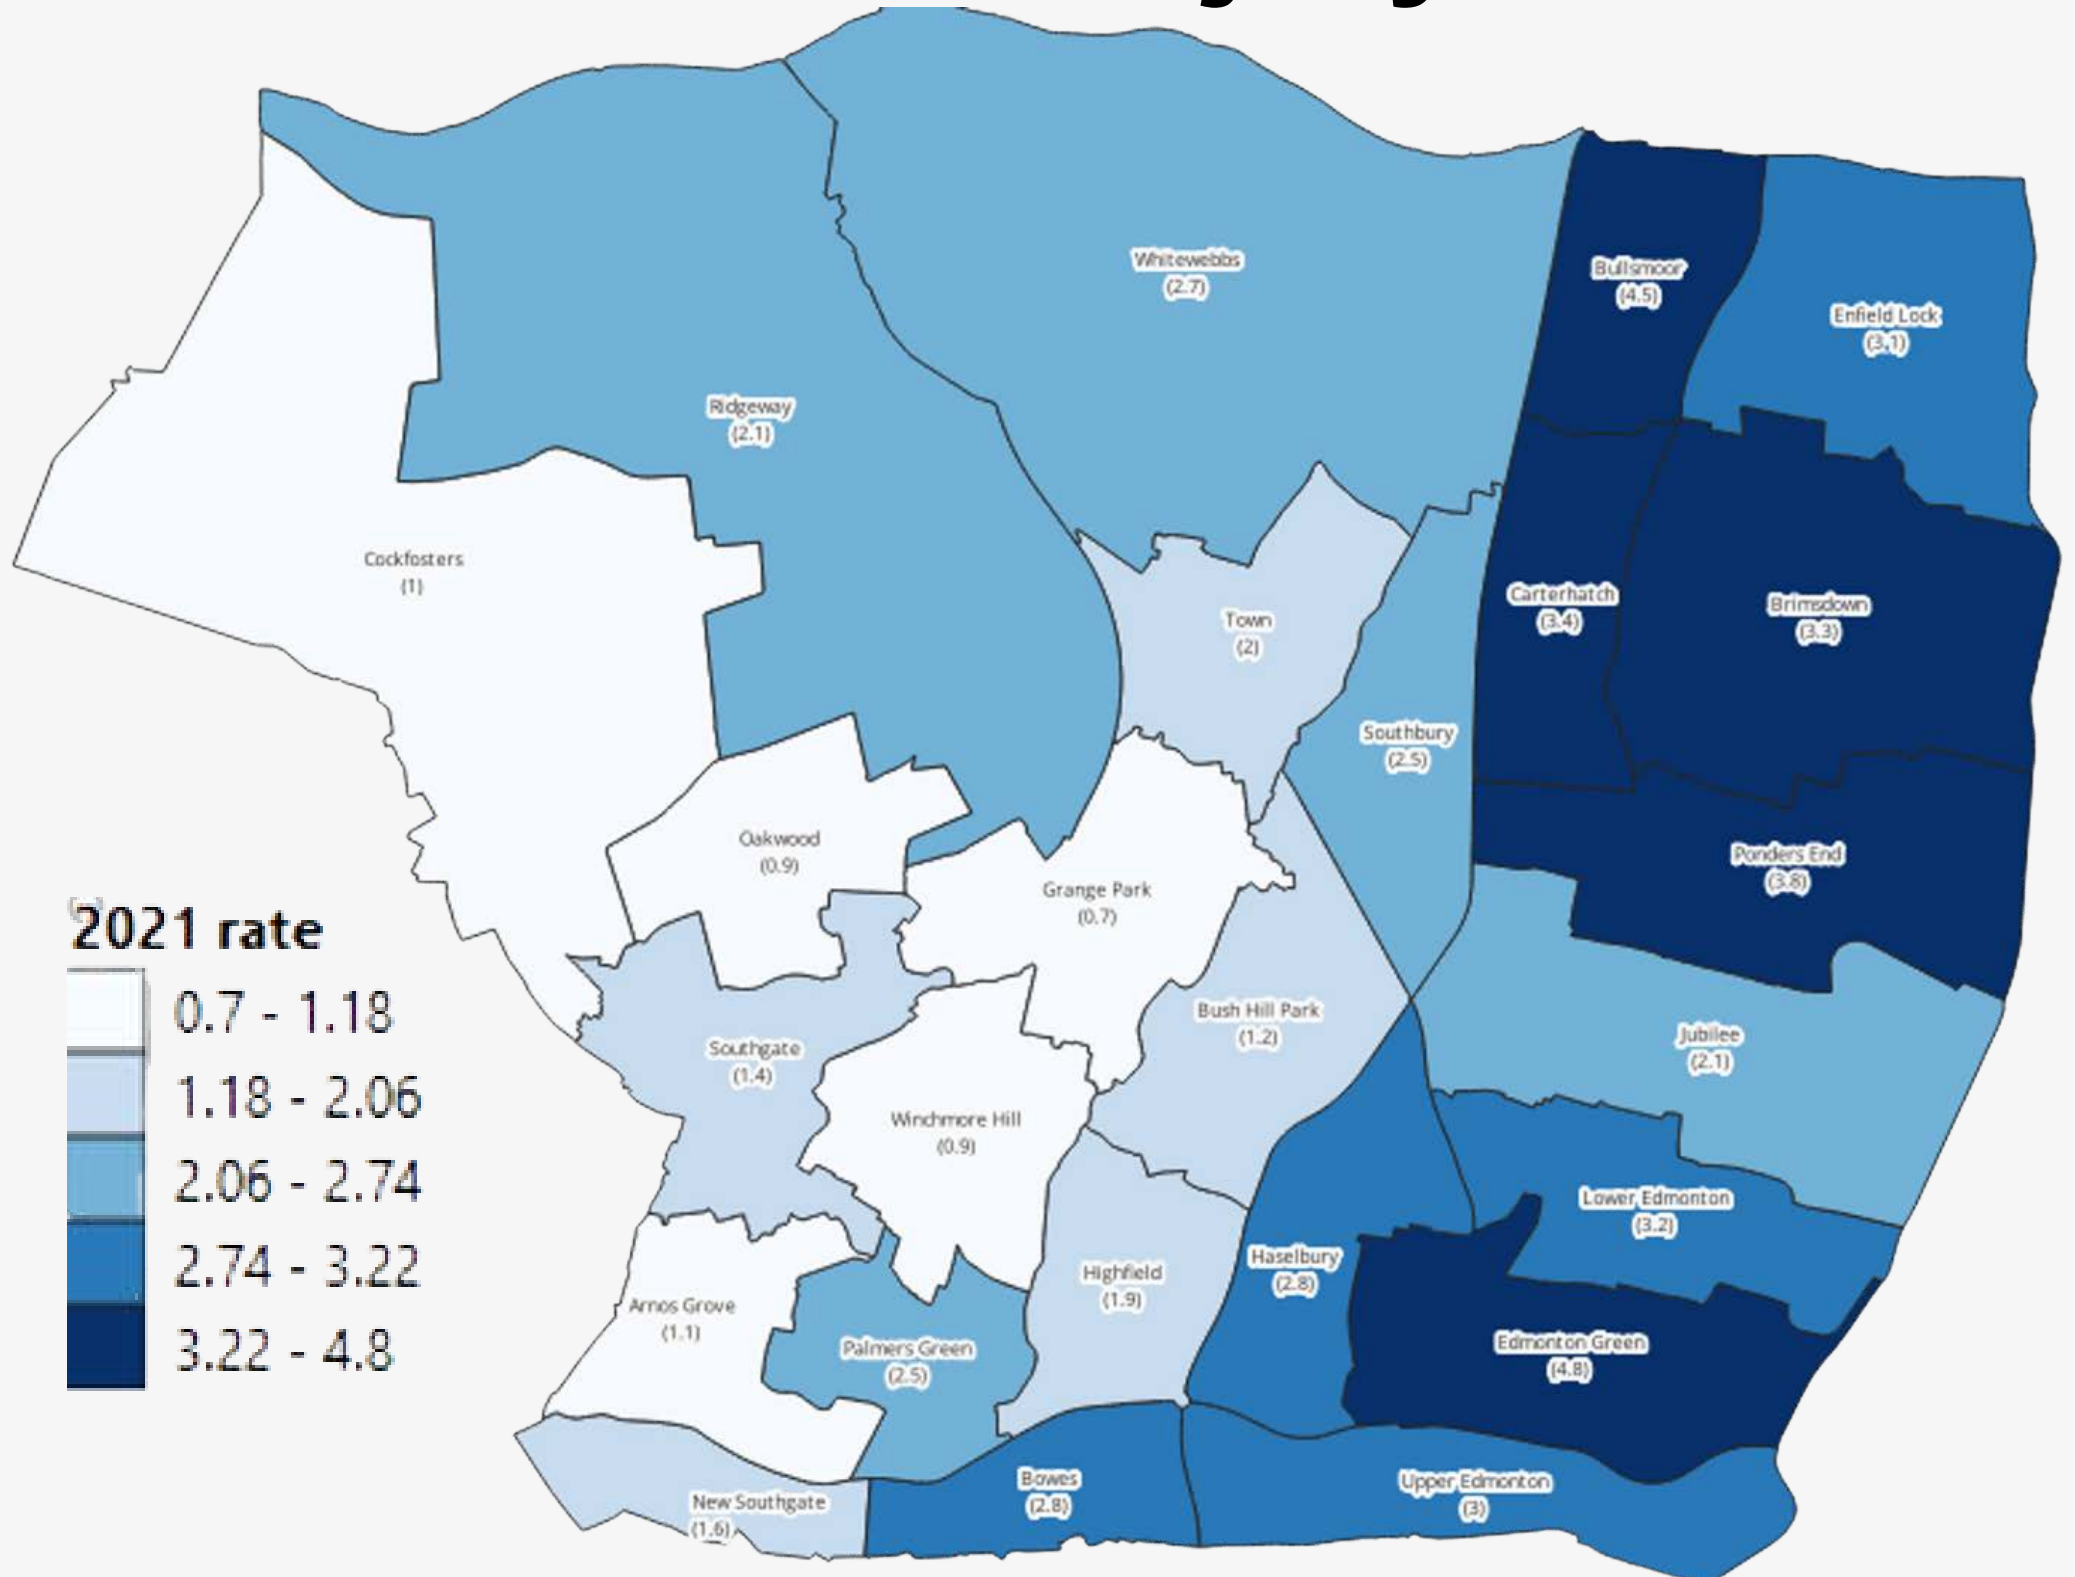 Whitewebbs
(2.7)
Bullsmoor
(4.5)
Enfield Lock
(3.1)
Ridgeway
(2.1)
Cockfosters
(1)
Town
(2)
Carterhatch
(3.4)
Brimsdown
(3.3)
Southbury
(2.5)
Oakwood
(0.9)
Ponders End
(3.8)
Grange Park
(0.7)
Bush Hill Park
(1.2)
Southgate
(1.4)
Jubilee
(2.1)
Winchmore Hill
(0.9)
Lower Edmonton
(3.2)
Haselbury
(2.8)
Highfield
(1.9)
Arnos Grove
(1.1)
Palmers Green
(2.5)
Edmonton Green
(4.8)
New Southgate
(1.6)
Bowes
(2.8)
Upper Edmonton
(3)
2021 rate
0.7 - 1.18
1.18 - 2.06
2.06 - 2.74
2.74 - 3.22
3.22 - 4.8